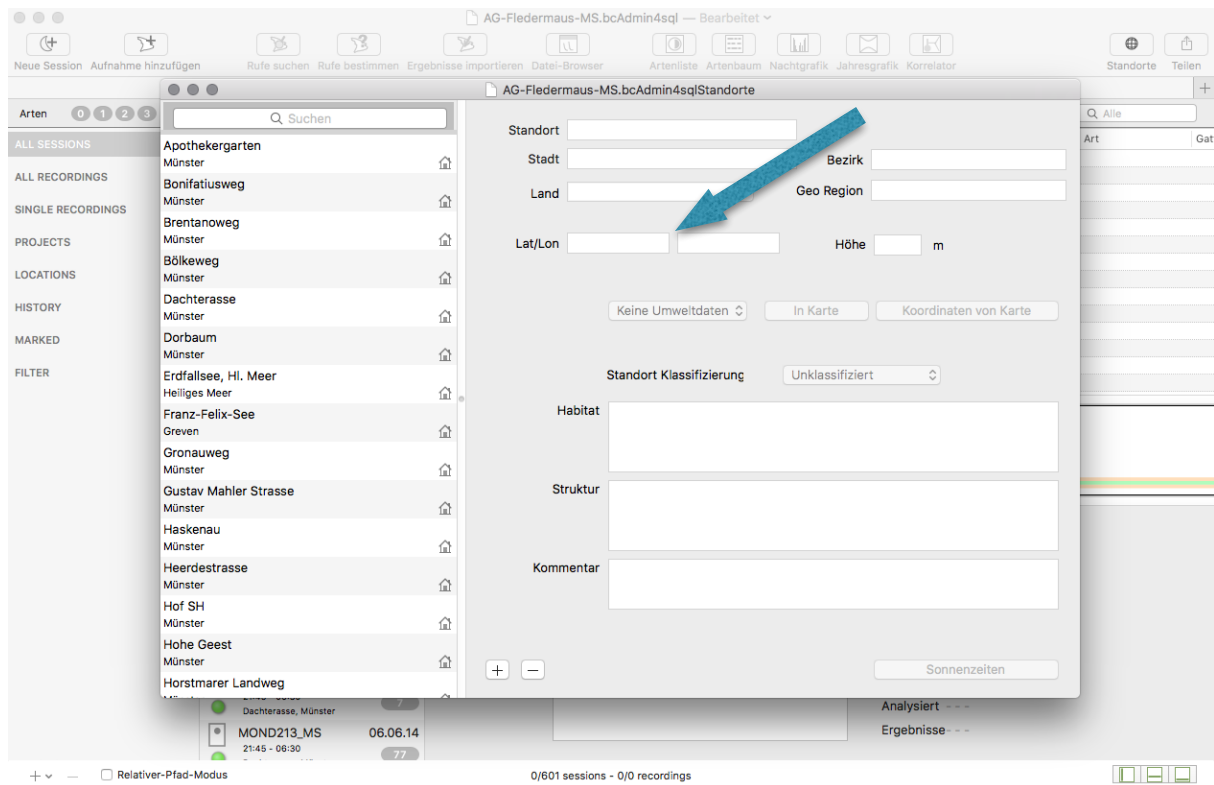 AG-Fledermaus-MS.bcAdmin4sql — Bearbeitet
Neue Session Aufnahme hinzufügen Rufe suchen Rufe bestimmen Ergebnisse importieren Datei-Browser Artenliste Artenbaum Nachtgrafik Jahresgrafik Korrelator Standorte Teilen
AG-Fledermaus-MS.bcAdmin4sqlStandorte
Arten 0 1 2 3
Alle
Art Gat
ALL SESSIONS
ALL RECORDINGS
SINGLE RECORDINGS
PROJECTS
LOCATIONS
HISTORY
MARKED
FILTER
Suchen
Apothekergarten
Münster
Bonifatiusweg
Münster
Brentanoweg
Münster
Bölkeweg
Münster
Dachterasse
Münster
Dorbaum
Münster
Erdfallsee, Hl. Meer
Heiliges Meer
Franz-Felix-See
Greven
Gronauweg
Münster
Gustav Mahler Strasse
Münster
Haskenau
Münster
Heerdestrasse
Münster
Hof SH
Münster
Hohe Geest
Münster
Horstmarer Landweg
Standort
Stadt Bezirk
Land Geo Region
Lat/Lon Höhe m
Keine Umweltdaten In Karte Koordinaten von Karte
Standort Klassifizierung Unklassifiziert
Habitat
Struktur
Kommentar
+ − Sonnenzeiten
7
Dachterasse, Münster
MOND213_MS 06.06.14
21:45 - 06:30
77
Analysiert - - -
Ergebnisse - - -
Relativer-Pfad-Modus
0/601 sessions - 0/0 recordings